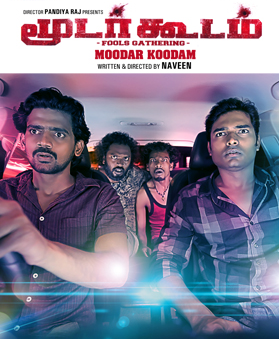 DIRECTOR PANDIYA RAJ PRESENTS
மூடர் கூடம்
- FOOLS GATHERING -
MOODAR KOODAM
WRITTEN & DIRECTED BY NAVEEN